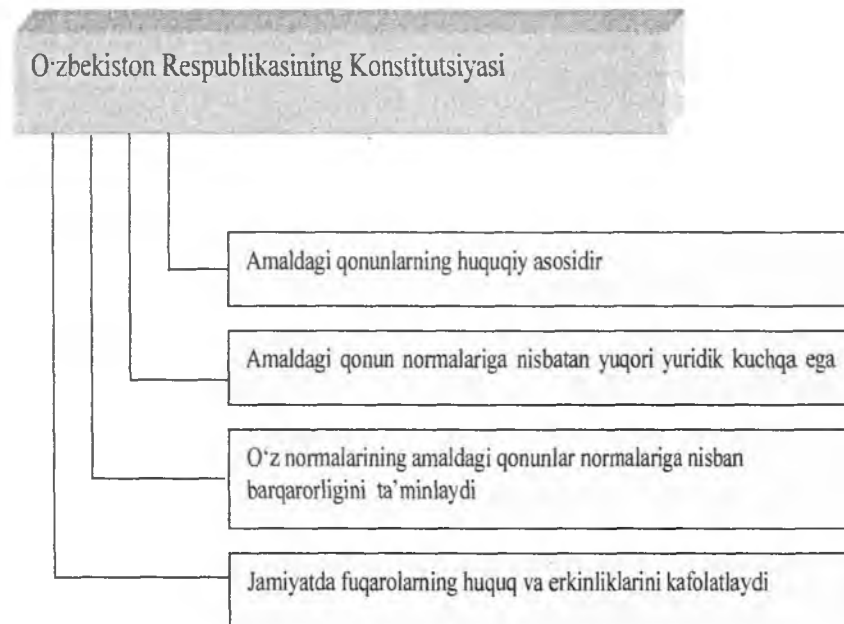 O'zbekiston Respublikasining Konstitutsiyasi
Amaldagi qonunlarning huquqiy asosidir
Amaldagi qonun normalariga nisbatan yuqori yuridik kuchqa ega
O‘z normalarining amaldagi qonunlar normalariga nisban
barqarorligini ta’minlaydi
Jamiyatda fuqarolarning huquq va erkinliklarini kafolatlaydi